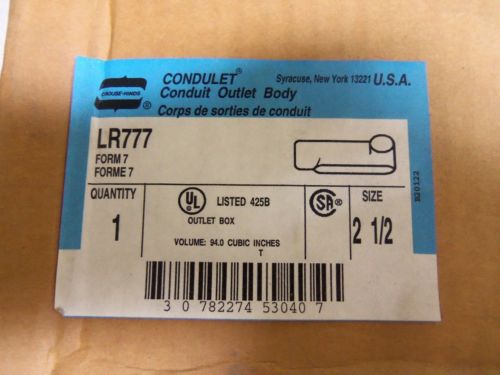 CROUSE-HINDS
®
CONDULET® Syracuse, New York 13221 U.S.A.
Conduit Outlet Body
Corps de sorties de conduit
LR777
FORM 7
FORME 7
QUANTITY
1
UL
®
LISTED 425B
OUTLET BOX
VOLUME: 94.0 CUBIC INCHES
T
SA®
SIZE
2 1/2
3 0 782274 53040 7